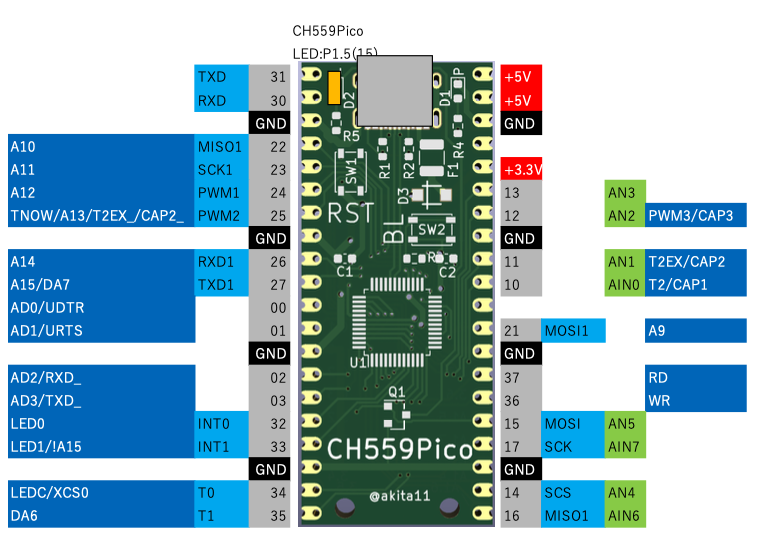 CH559Pico
LED:P1.5(15)
TXD 31 +5V
RXD 30 +5V
GND GND
A10 MISO1 22
A11 SCK1 23 +3.3V
A12 PWM1 24 13 AN3
TNOW/A13/T2EX_/CAP2_ PWM2 25 12 AN2 PWM3/CAP3
GND GND
A14 RXD1 26 11 AN1 T2EX/CAP2
A15/DA7 TXD1 27 10 AIN0 T2/CAP1
AD0/UDTR 00
AD1/URTS 01 21 MOSI1 A9
GND GND
AD2/RXD_ 02 37 RD
AD3/TXD_ 03 36 WR
LED0 INT0 32 15 MOSI AN5
LED1/!A15 INT1 33 17 SCK AIN7
GND GND
LEDC/XCS0 T0 34 14 SCS AN4
DA6 T1 35 16 MISO1 AIN6
D2
D1
P
R5
R4
SW1
R1
R2
F1
D3
RST
BL
SW2
C1
C2
U1
Q1
CH559Pico
@akita11